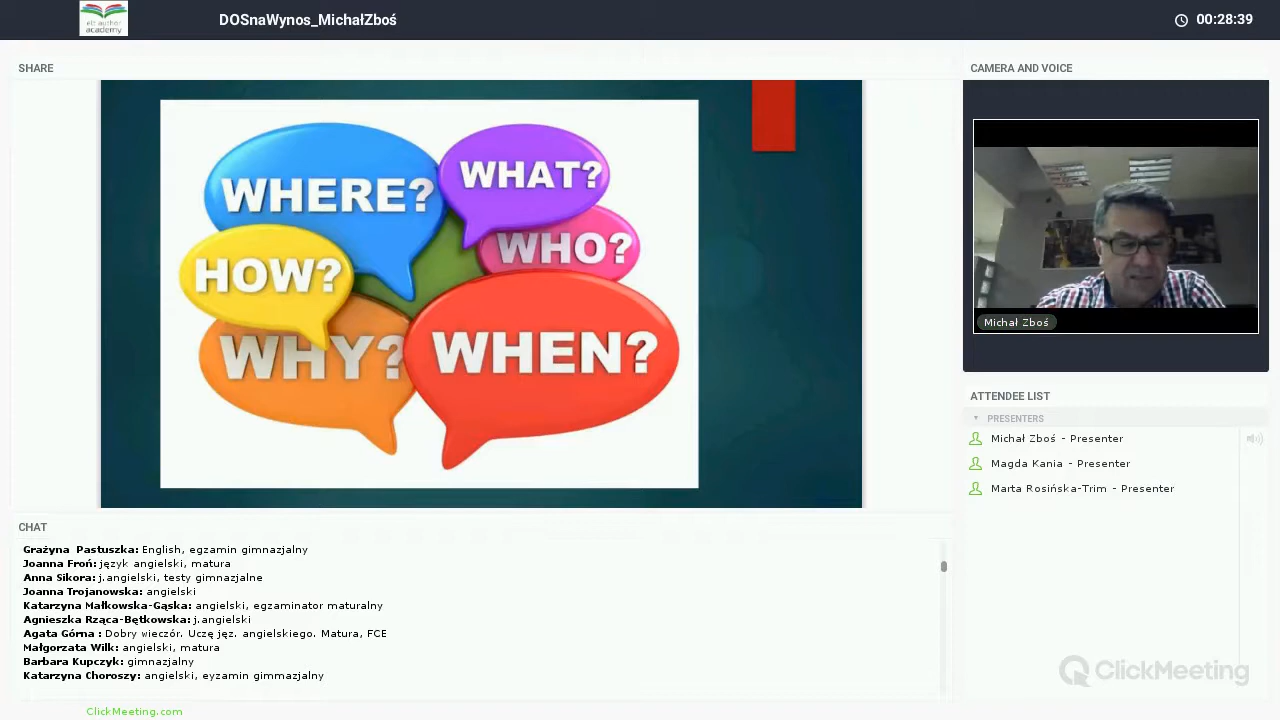 elt author
academy
DOSnaWynos_MichałZboś
00:28:39
SHARE
CAMERA AND VOICE
WHERE?
WHAT?
WHO?
HOW?
WHY?
WHEN?
Michał Zboś
ATTENDEE LIST
PRESENTERS
Michał Zboś - Presenter
Magda Kania - Presenter
Marta Rosińska-Trim - Presenter
CHAT
Grażyna Pastuszka: English, egzamin gimnazjalny
Joanna Froń: język angielski, matura
Anna Sikora: j.angielski, testy gimnazjalne
Joanna Trojanowska: angielski
Katarzyna Małkowska-Gąska: angielski, egzaminator maturalny
Agnieszka Rząca-Bętkowska: j.angielski
Agata Górna : Dobry wieczór. Uczę jęz. angielskiego. Matura, FCE
Małgorzata Wilk: angielski, matura
Barbara Kupczyk: gimnazjalny
Katarzyna Choroszy: angielski, eyzamin gimmazjalny
ClickMeeting
ClickMeeting.com